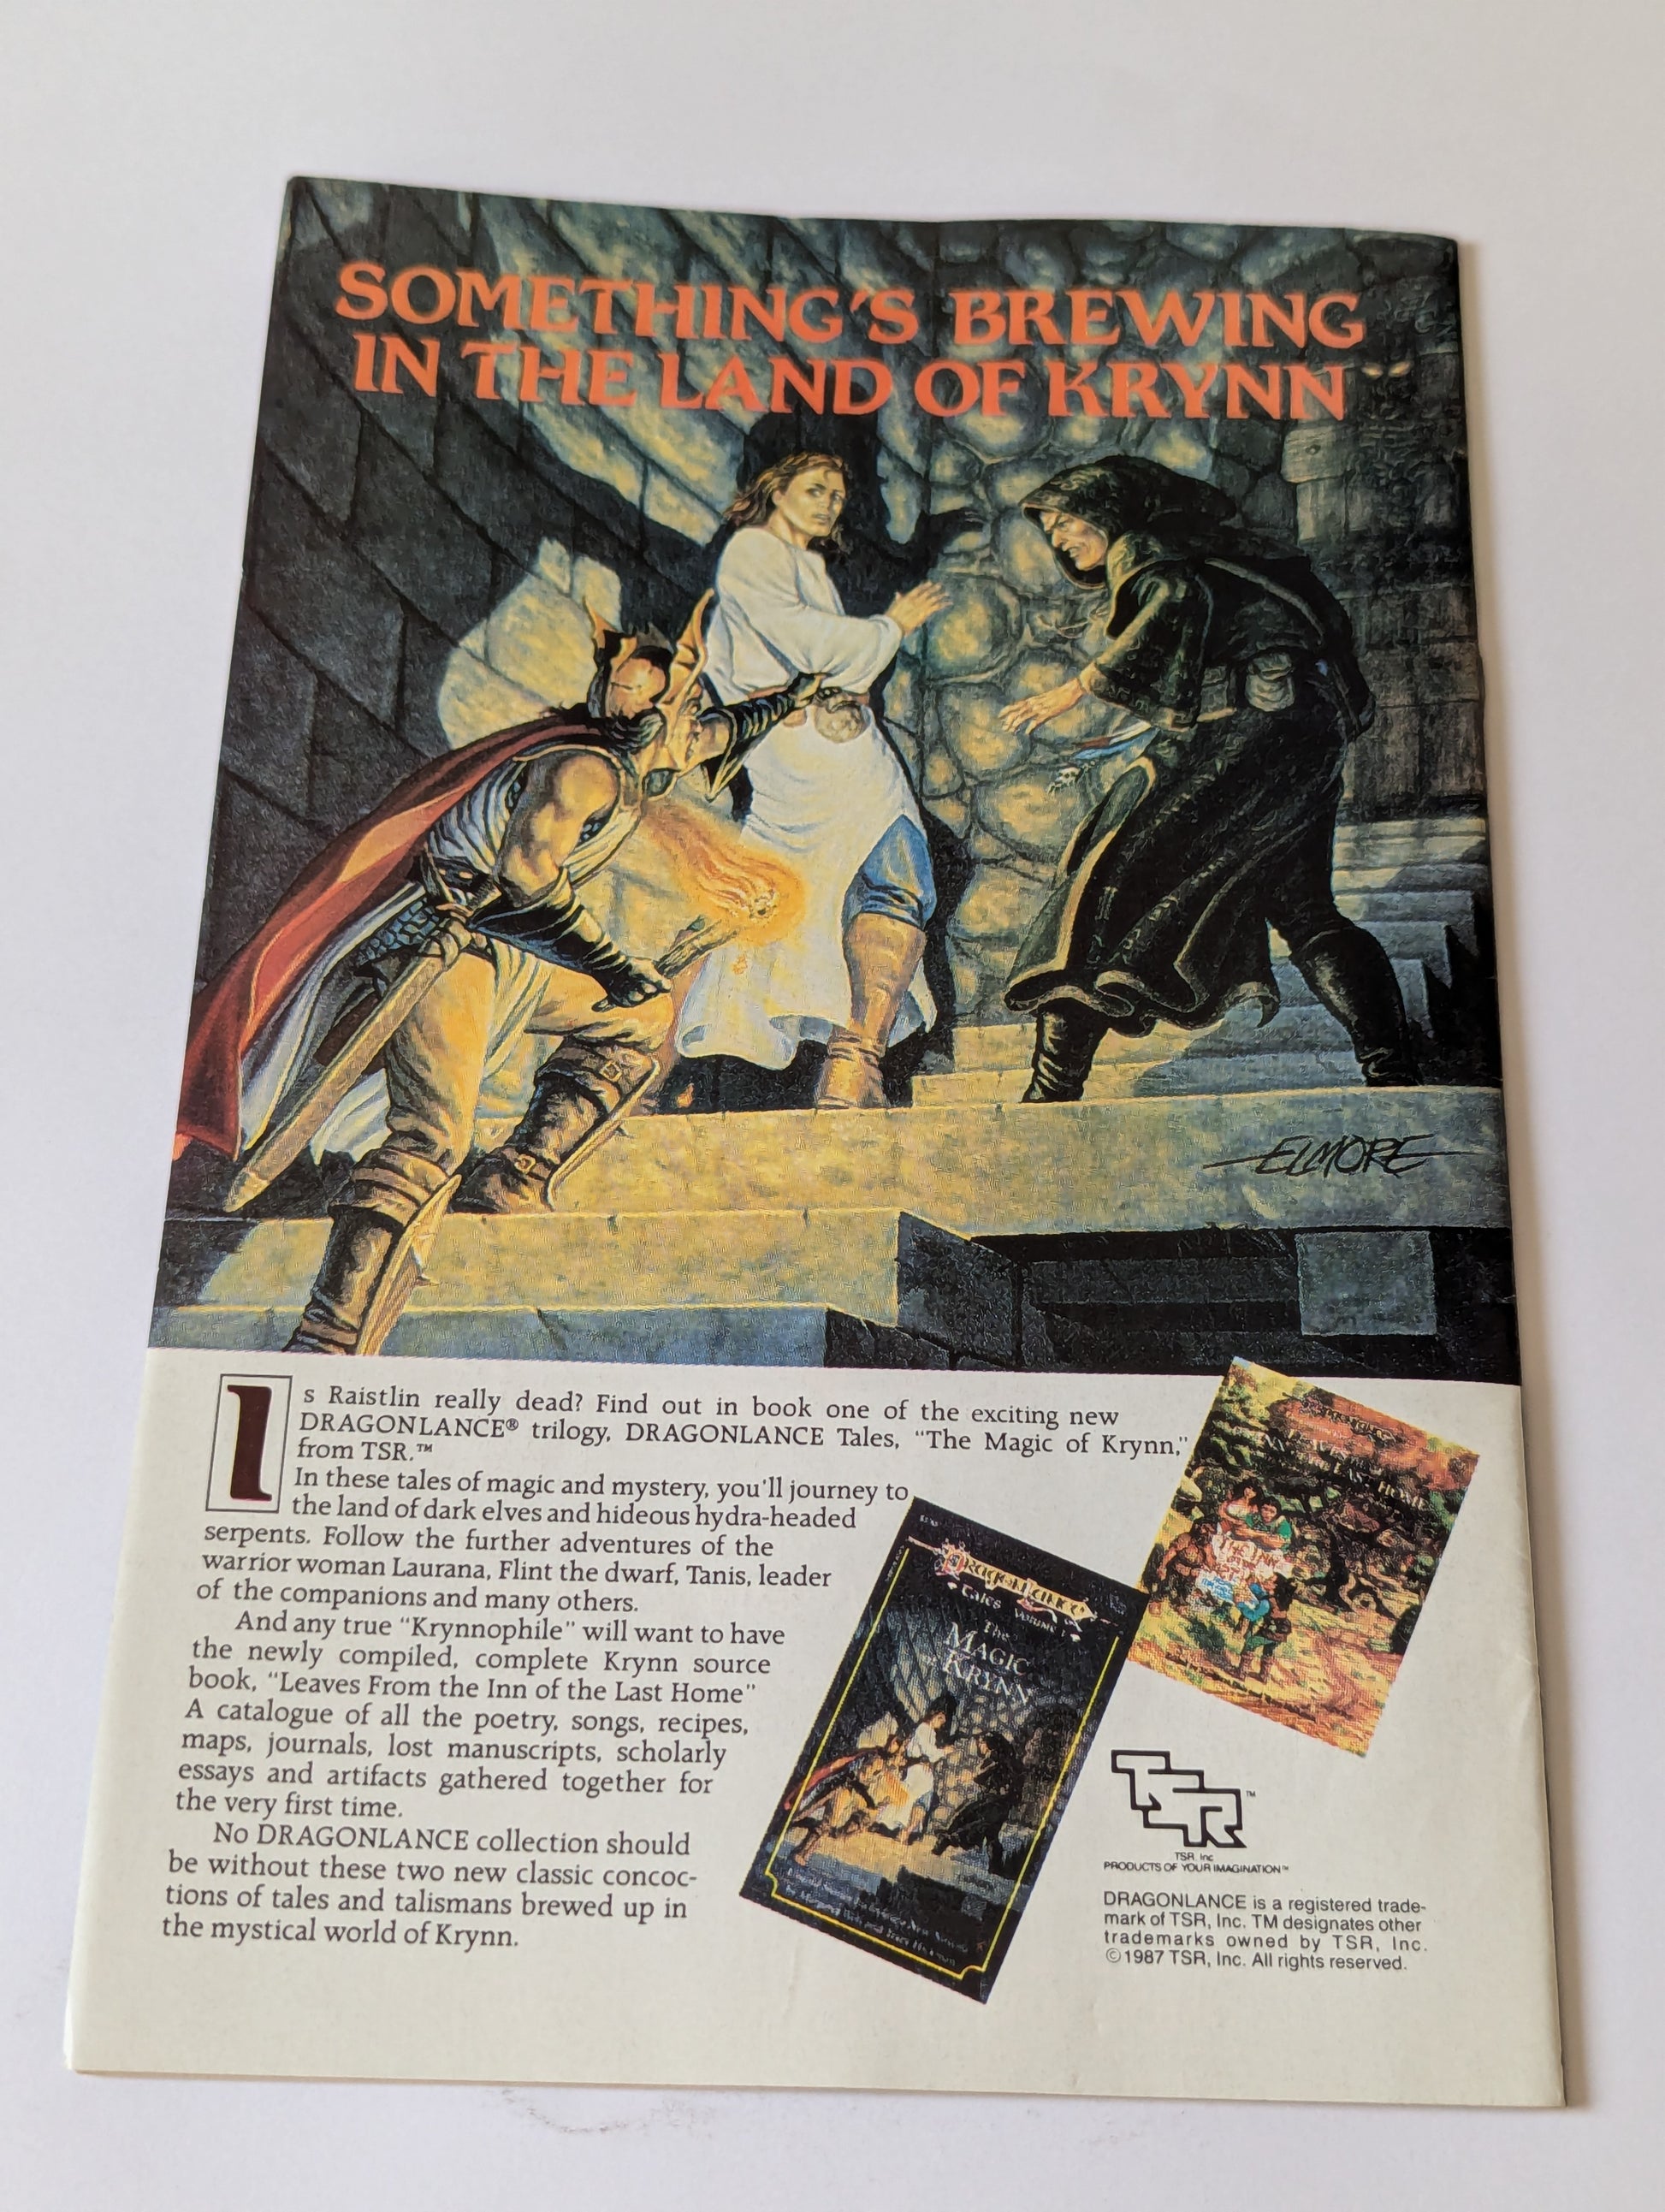 SOMETHING'S BREWING
IN THE LAND OF KRYNN
ELMORE
Is Raistlin really dead? Find out in book one of the exciting new
DRAGONLANCE® trilogy, DRAGONLANCE Tales, "The Magic of Krynn,"
from TSR.™
In these tales of magic and mystery, you'll journey to
the land of dark elves and hideous hydra-headed
serpents. Follow the further adventures of the
warrior woman Laurana, Flint the dwarf, Tanis, leader
of the companions and many others.
And any true "Krynnophile" will want to have
the newly compiled, complete Krynn source
book, "Leaves From the Inn of the Last Home"
A catalogue of all the poetry, songs, recipes,
maps, journals, lost manuscripts, scholarly
essays and artifacts gathered together for
the very first time.
No DRAGONLANCE collection should
be without these two new classic concoc-
tions of tales and talismans brewed up in
the mystical world of Krynn.
DRAGONLANCE
Tales Volume 1
The
MAGIC
of KRYNN
LAST HOME
THE INN
TSR™
TSR, Inc.
PRODUCTS OF YOUR IMAGINATION™
DRAGONLANCE is a registered trade-
mark of TSR, Inc. TM designates other
trademarks owned by TSR, Inc.
©1987 TSR, Inc. All rights reserved.